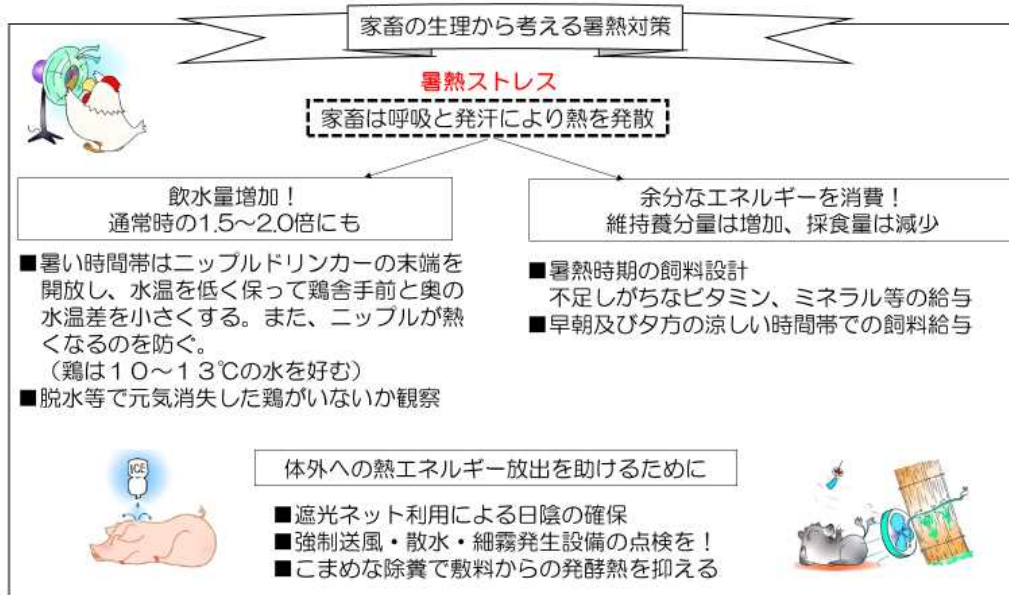 家畜の生理から考える暑熱対策
暑熱ストレス
家畜は呼吸と発汗により熱を発散
飲水量増加！
通常時の1.5～2.0倍にも
■暑い時間帯はニップルドリンカーの末端を
開放し、水温を低く保って鶏舎手前と奥の
水温差を小さくする。また、ニップルが熱
くなるのを防ぐ。
（鶏は１０～１３℃の水を好む）
■脱水等で元気消失した鶏がいないか観察
余分なエネルギーを消費！
維持養分量は増加、採食量は減少
■暑熱時期の飼料設計
不足しがちなビタミン、ミネラル等の給与
■早朝及び夕方の涼しい時間帯での飼料給与
ICE
体外への熱エネルギー放出を助けるために
■遮光ネット利用による日陰の確保
■強制送風・散水・細霧発生設備の点検を！
■こまめな除糞で敷料からの発酵熱を抑える